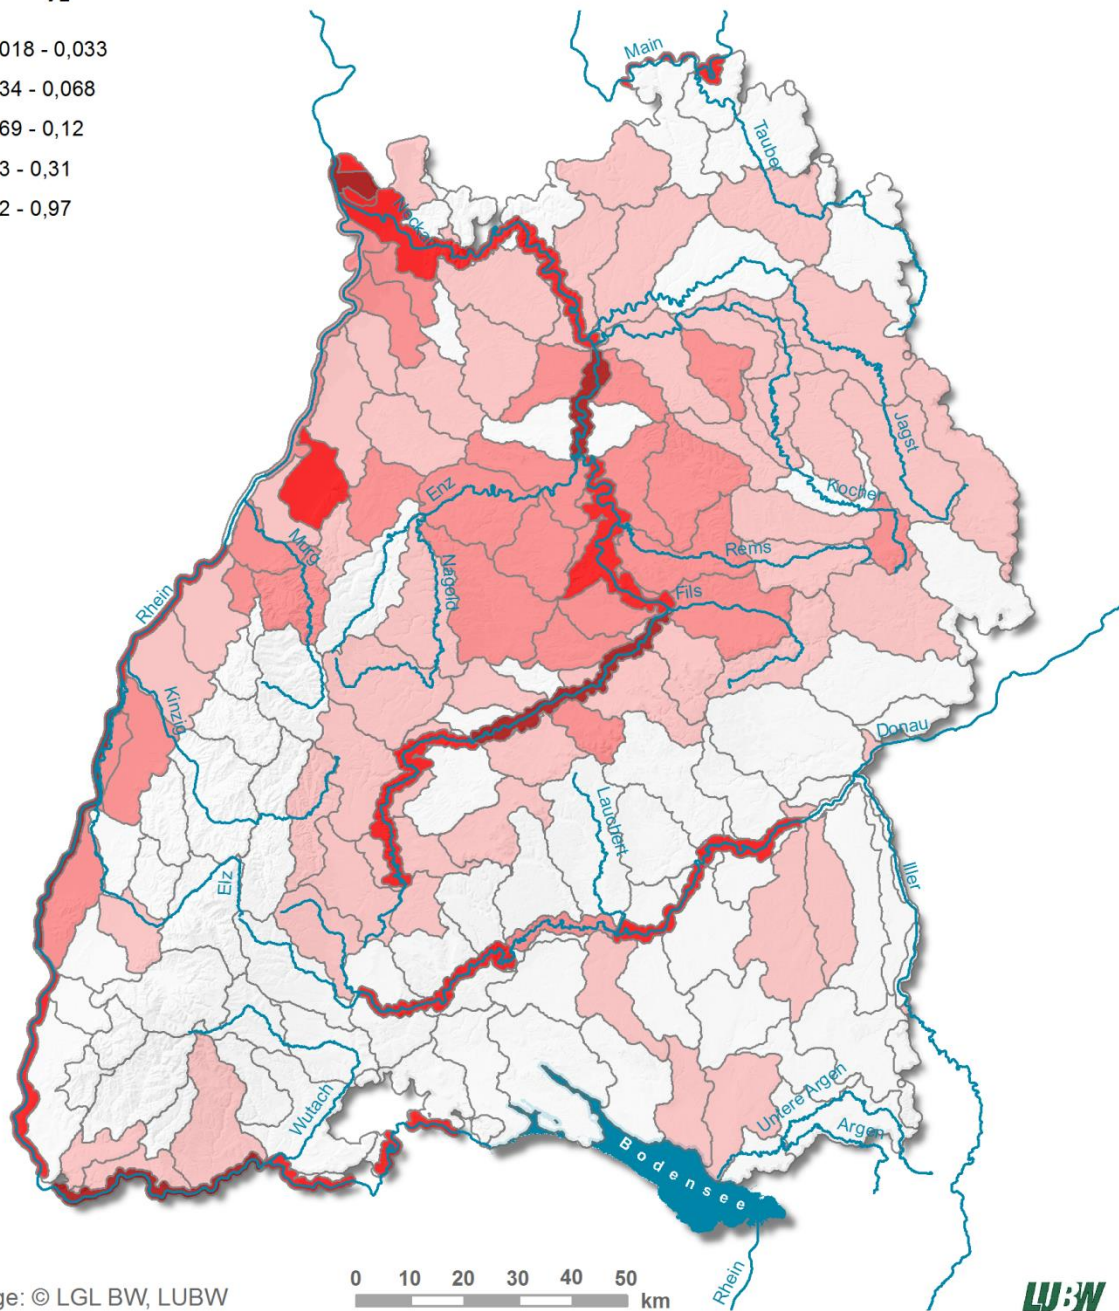 018 - 0,033
34 - 0,068
69 - 0,12
3 - 0,31
2 - 0,97
Main
Tauber
Neckar
Jagst
Kocher
Enz
Murg
Nagold
Rems
Fils
Rhein
Kinzig
Donau
Lauchert
Elz
Iller
Wutach
Untere Argen
Argen
Bodensee
Rhein
0 10 20 30 40 50
km
ge: © LGL BW, LUBW
LUBW